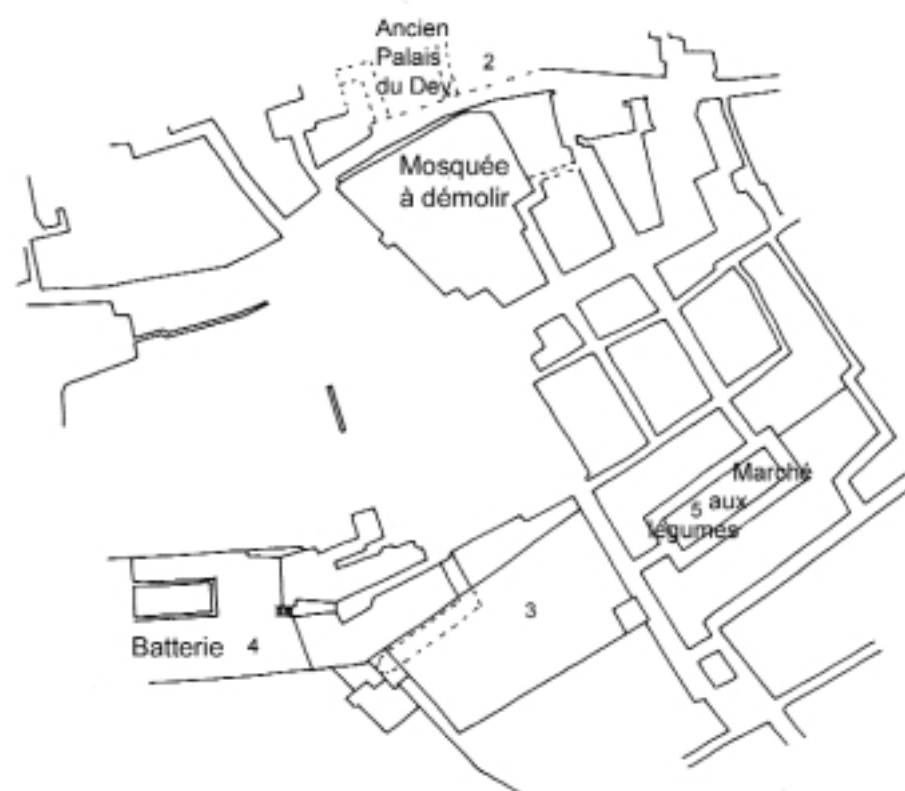 Ancien
Palais
du Dey
2
Mosquée
à démolir
Marché
5 aux
légumes
3
Batterie 4